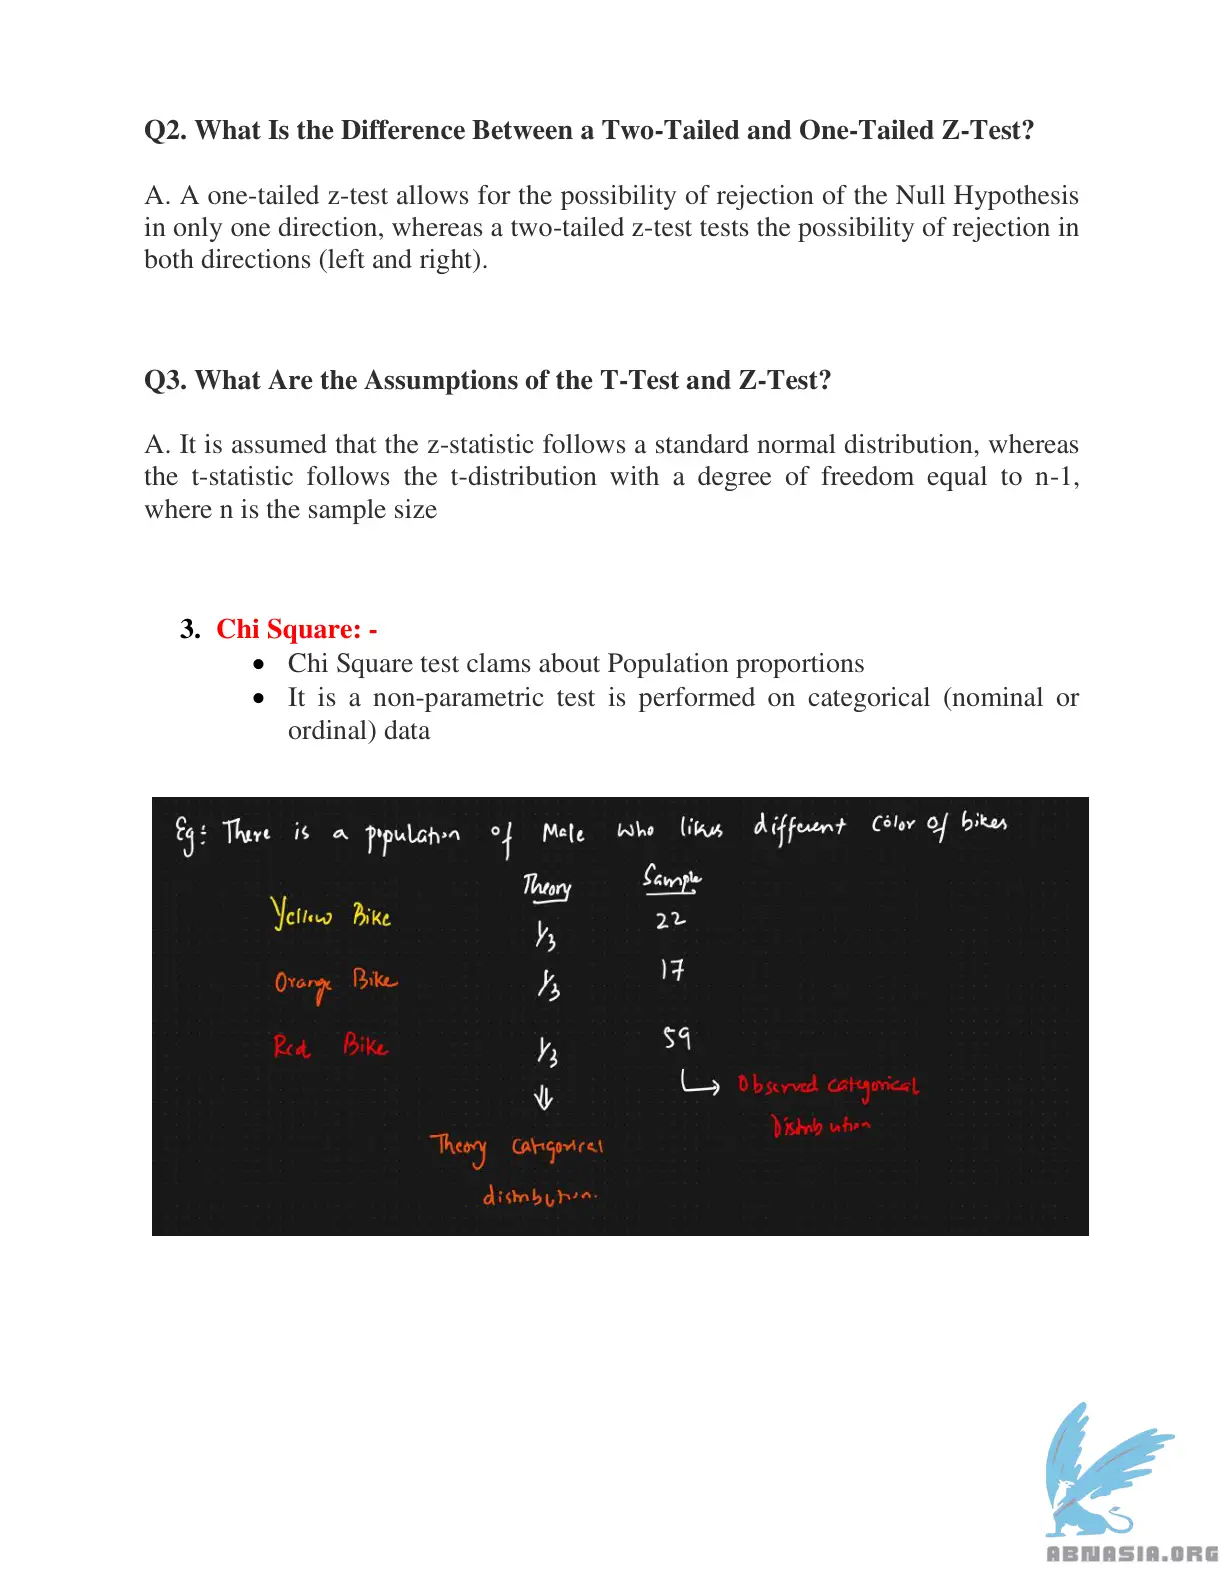 Q2. What Is the Difference Between a Two-Tailed and One-Tailed Z-Test?
A. A one-tailed z-test allows for the possibility of rejection of the Null Hypothesis
in only one direction, whereas a two-tailed z-test tests the possibility of rejection in
both directions (left and right).
Q3. What Are the Assumptions of the T-Test and Z-Test?
A. It is assumed that the z-statistic follows a standard normal distribution, whereas
the t-statistic follows the t-distribution with a degree of freedom equal to n-1,
where n is the sample size
3. Chi Square: -
• Chi Square test clams about Population proportions
• It is a non-parametric test is performed on categorical (nominal or
ordinal) data
Eg: There is a population of Male who likes different color of bikes
Theory Sample
Yellow Bike 1/3 22
Orange Bike 1/3 17
Red Bike 1/3 59
⇓ → Observed categorical
Distribution
Theory categorical
distribution.
ABNASIA.ORG